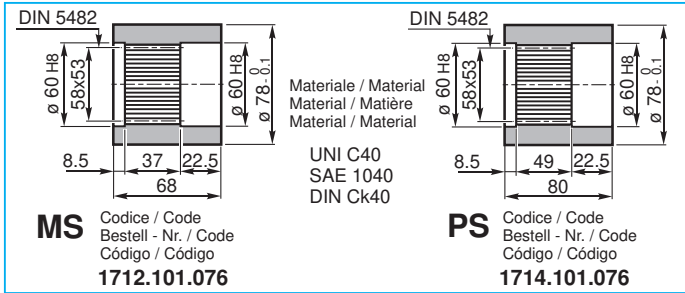 DIN 5482
ø 60 H8
58x53
ø 60 H8
ø 78 0 -0.1
8.5 37 22.5
68
MS
Codice / Code
Bestell - Nr. / Code
Código / Código
1712.101.076
Materiale / Material
Material / Matière
Material / Material
UNI C40
SAE 1040
DIN Ck40
DIN 5482
ø 60 H8
58x53
ø 60 H8
ø 78 0 -0.1
8.5 49 22.5
80
PS
Codice / Code
Bestell - Nr. / Code
Código / Código
1714.101.076